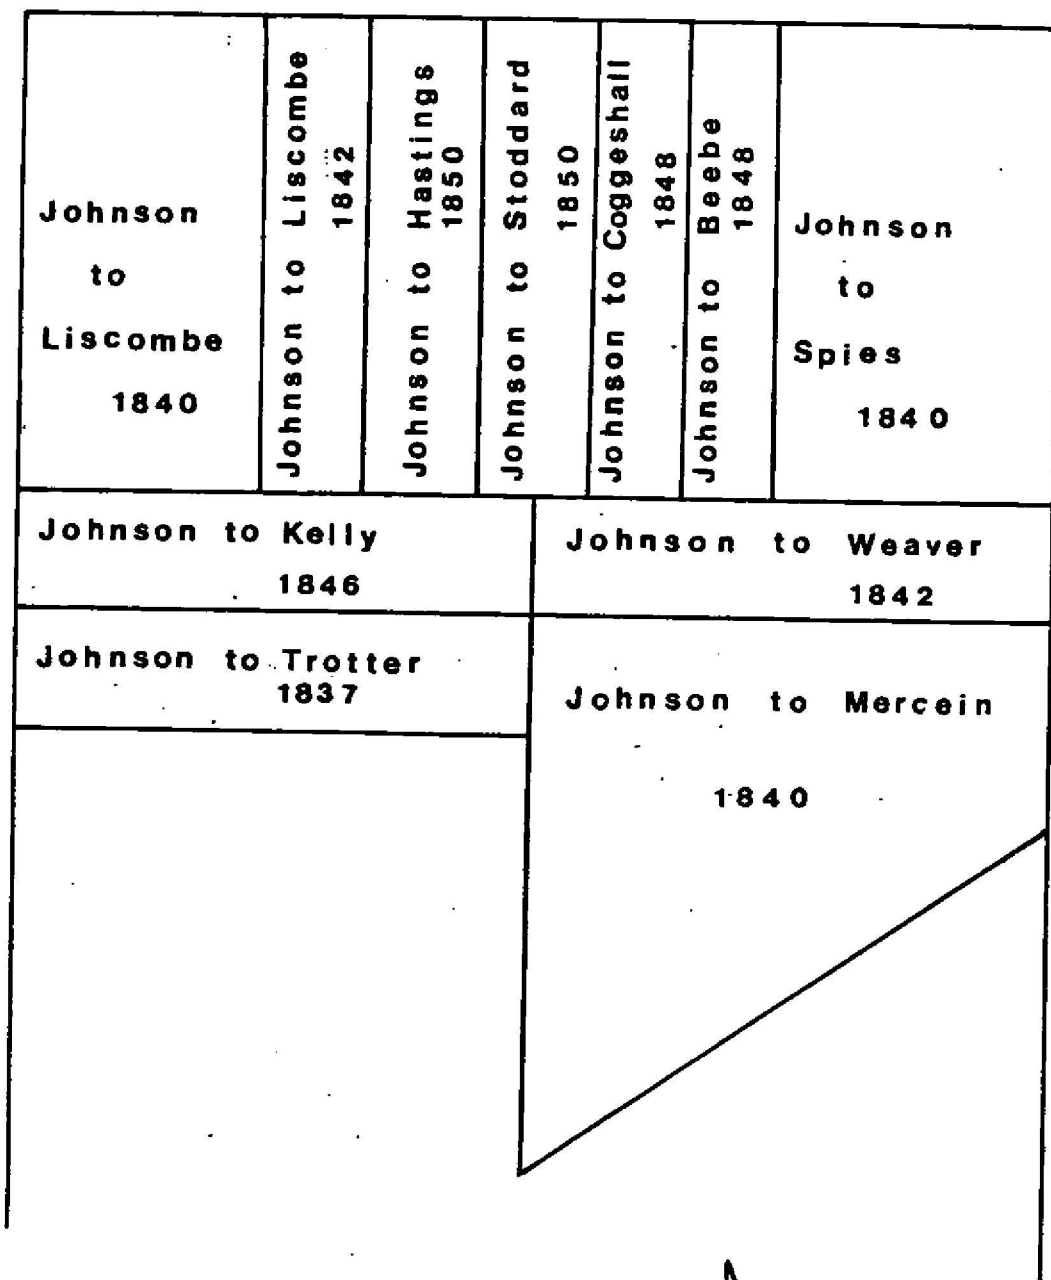 Johnson
to
Liscombe
1840
Johnson to Liscombe
1842
Johnson to Hastings
1850
Johnson to Stoddard
1850
Johnson to Coggeshall
1848
Johnson to Beebe
1848
Johnson
to
Spies
1840
Johnson to Kelly
1846
Johnson to Weaver
1842
Johnson to Trotter
1837
Johnson to Mercein
1840